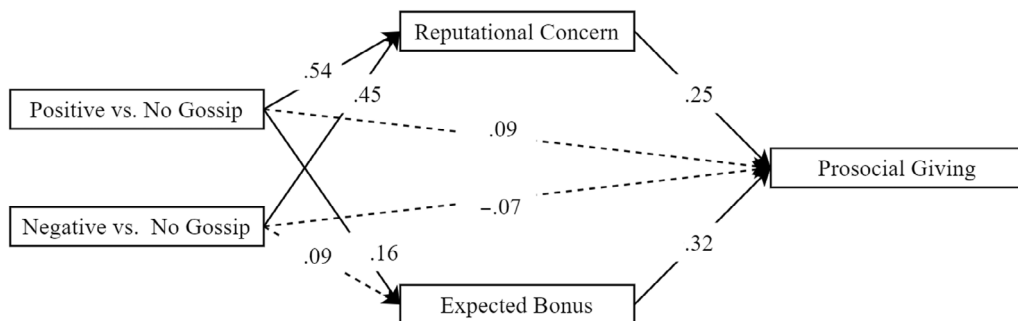 Reputational Concern
.54
.45
.25
Positive vs. No Gossip
.09
Prosocial Giving
Negative vs. No Gossip
−.07
.09
.16
.32
Expected Bonus